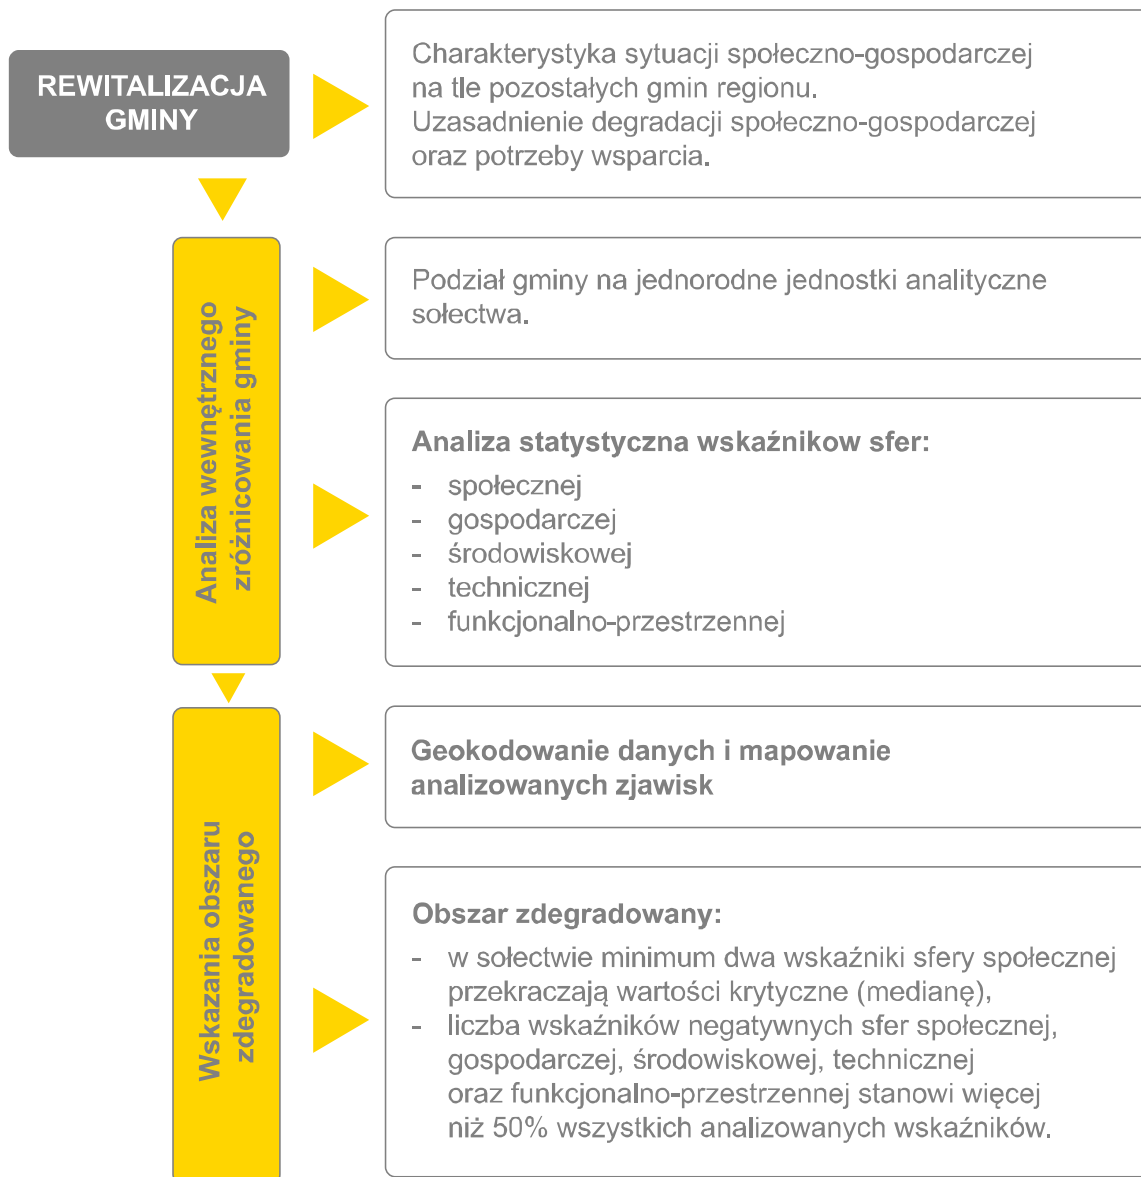 REWITALIZACJA
GMINY
Charakterystyka sytuacji społeczno-gospodarczej
na tle pozostałych gmin regionu.
Uzasadnienie degradacji społeczno-gospodarczej
oraz potrzeby wsparcia.
Analiza wewnętrznego
zróżnicowania gminy
Podział gminy na jednorodne jednostki analityczne
sołectwa.
Analiza statystyczna wskaźnikow sfer:
- społecznej
- gospodarczej
- środowiskowej
- technicznej
- funkcjonalno-przestrzennej
Wskazania obszaru
zdegradowanego
Geokodowanie danych i mapowanie
analizowanych zjawisk
Obszar zdegradowany:
- w sołectwie minimum dwa wskaźniki sfery społecznej
przekraczają wartości krytyczne (medianę),
- liczba wskaźników negatywnych sfer społecznej,
gospodarczej, środowiskowej, technicznej
oraz funkcjonalno-przestrzennej stanowi więcej
niż 50% wszystkich analizowanych wskaźników.